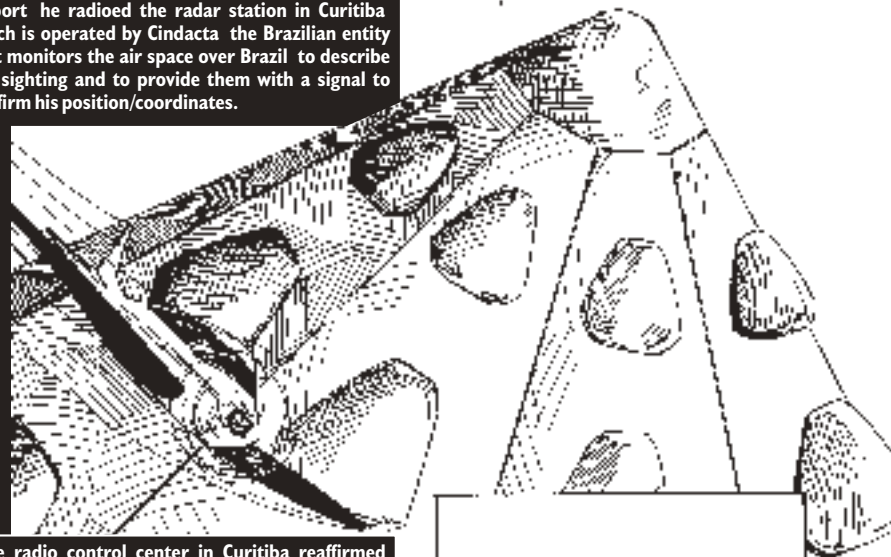 port he radioed the radar station in Curitiba
ch is operated by Cindacta the Brazilian entity
t monitors the air space over Brazil to describe
sighting and to provide them with a signal to
firm his position/coordinates.
e radio control center in Curitiba reaffirmed